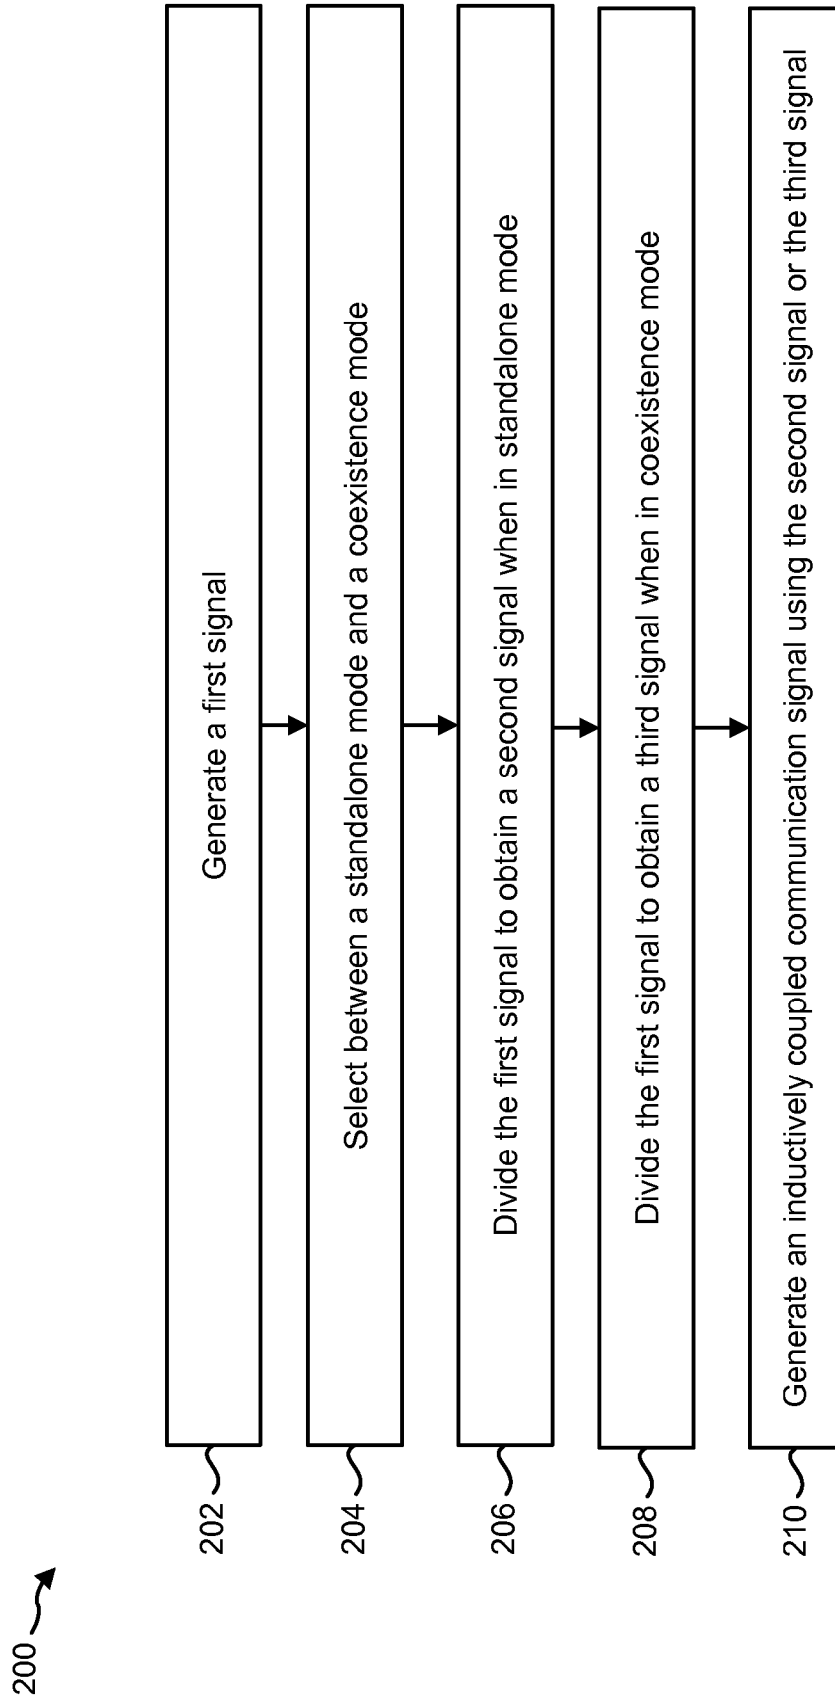 200
202
Generate a first signal
204
Select between a standalone mode and a coexistence mode
206
Divide the first signal to obtain a second signal when in standalone mode
208
Divide the first signal to obtain a third signal when in coexistence mode
210
Generate an inductively coupled communication signal using the second signal or the third signal